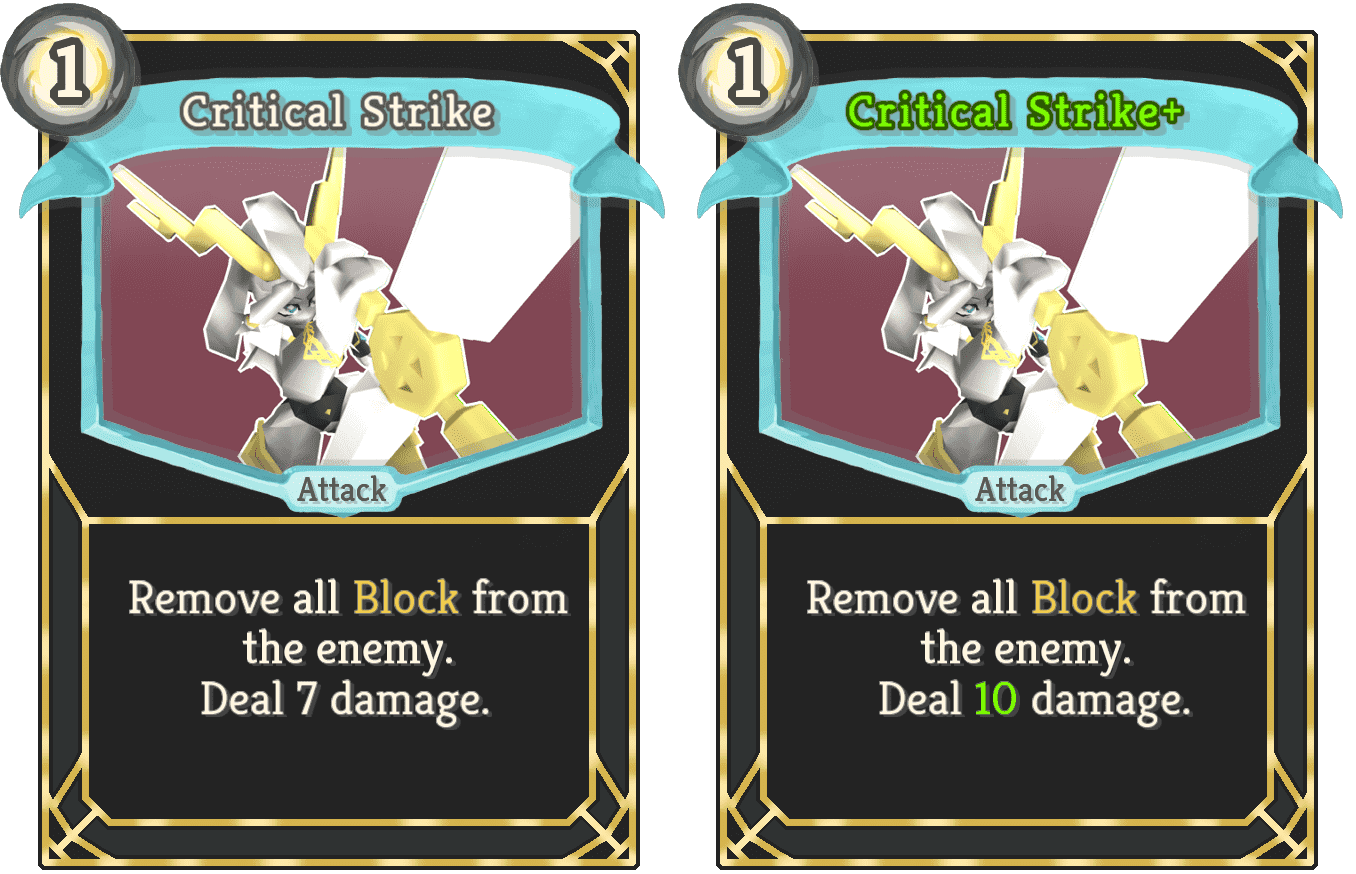 1
Critical Strike
Attack
Remove all Block from
the enemy.
Deal 7 damage.
1
Critical Strike+
Attack
Remove all Block from
the enemy.
Deal 10 damage.